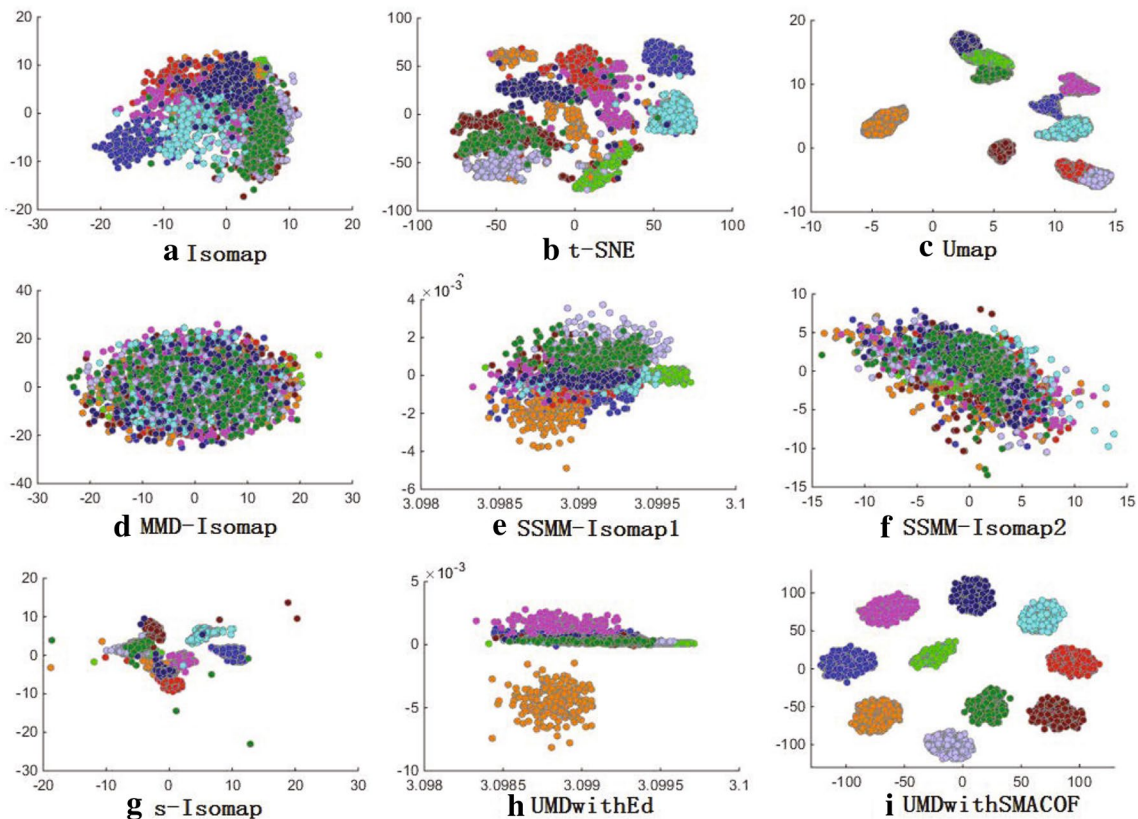 20
10
0
-10
-20
-30 -20 -10 0 10 20
a Isomap
100
50
0
-50
-100
-100 -50 0 50 100
b t-SNE
20
10
0
-10
-10 -5 0 5 10 15
c Umap
40
20
0
-20
-40
-30 -20 -10 0 10 20 30
d MMD-Isomap
× 10⁻³
4
2
0
-2
-4
-6
3.098 3.0985 3.099 3.0995 3.1
e SSMM-Isomap1
10
5
0
-5
-10
-15
-15 -10 -5 0 5 10 15
f SSMM-Isomap2
20
10
0
-10
-20
-30
-20 -10 0 10 20 30
g s-Isomap
× 10⁻³
5
0
-5
-10
3.098 3.0985 3.099 3.0995 3.1
h UMDwithEd
100
50
0
-50
-100
-100 -50 0 50 100
i UMDwithSMACOF